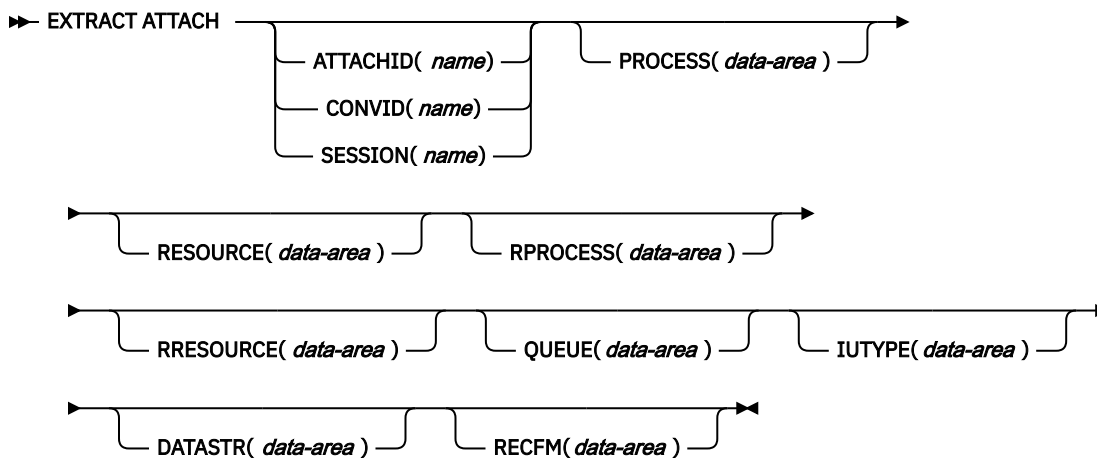 EXTRACT ATTACH
ATTACHID( name) PROCESS( data-area )
CONVID( name)
SESSION( name)
RESOURCE( data-area ) RPROCESS( data-area )
RRESOURCE( data-area ) QUEUE( data-area ) IUTYPE( data-area )
DATASTR( data-area ) RECFM( data-area )